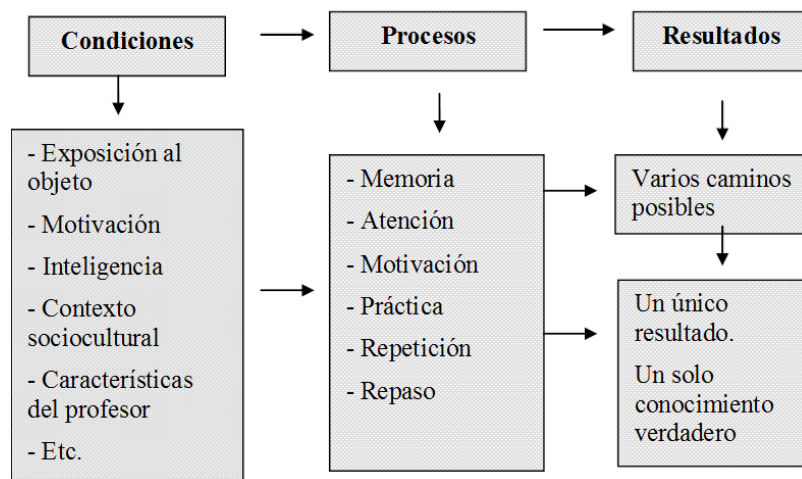 Condiciones
Procesos
Resultados
- Exposición al
objeto
- Motivación
- Inteligencia
- Contexto
sociocultural
- Características
del profesor
- Etc.
- Memoria
- Atención
- Motivación
- Práctica
- Repetición
- Repaso
Varios caminos
posibles
Un único
resultado.
Un solo
conocimiento
verdadero